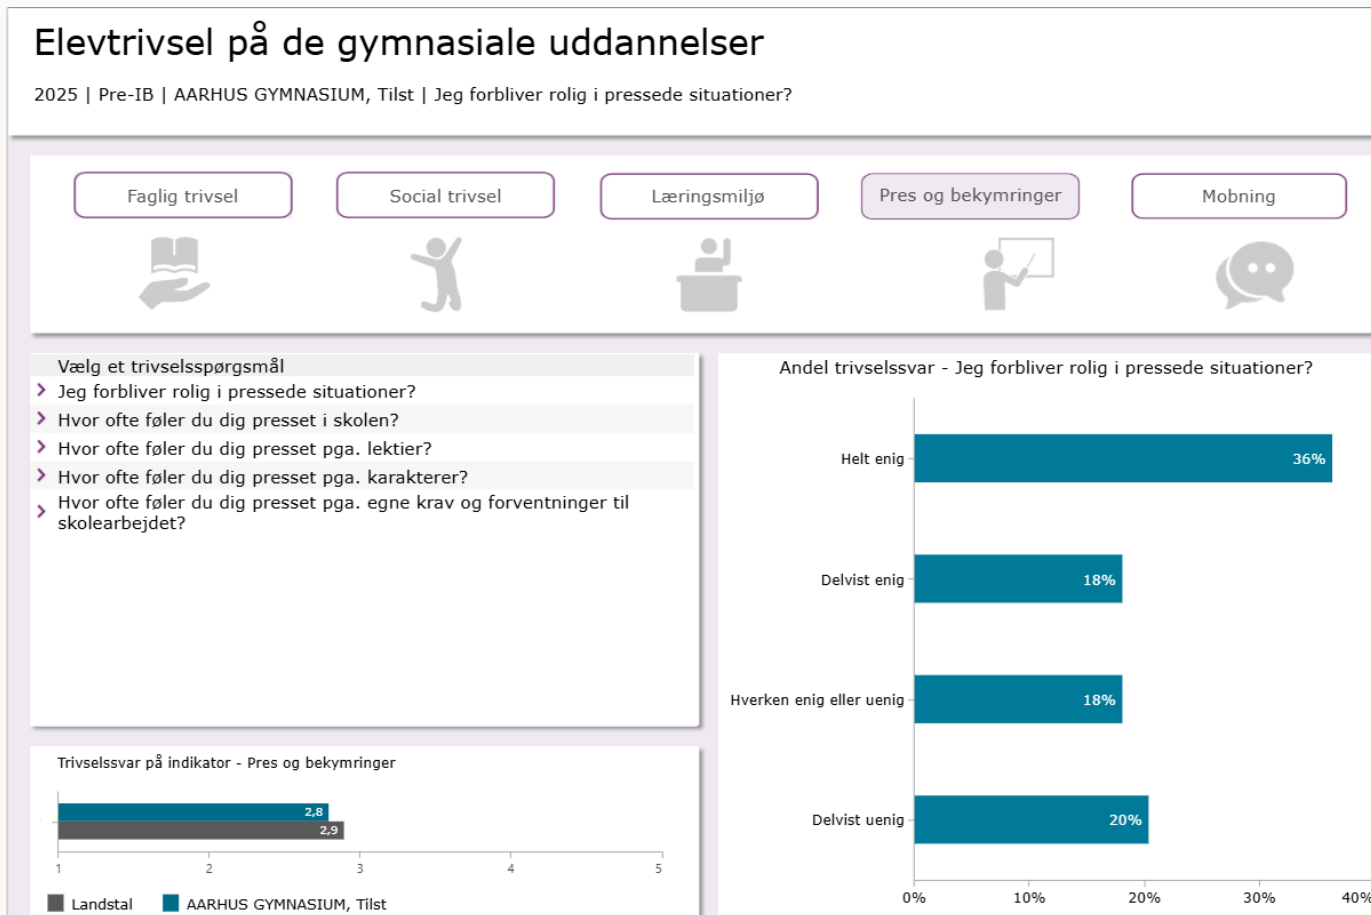 Elevtrivsel på de gymnasiale uddannelser
2025 | Pre-IB | AARHUS GYMNASIUM, Tilst | Jeg forbliver rolig i pressede situationer?
Faglig trivsel
Social trivsel
Læringsmiljø
Pres og bekymringer
Mobning
Vælg et trivselsspørgsmål
Jeg forbliver rolig i pressede situationer?
Hvor ofte føler du dig presset i skolen?
Hvor ofte føler du dig presset pga. lektier?
Hvor ofte føler du dig presset pga. karakterer?
Hvor ofte føler du dig presset pga. egne krav og forventninger til
skolearbejdet?
Trivselssvar på indikator - Pres og bekymringer
2,8
2,9
1 2 3 4 5
Landstal AARHUS GYMNASIUM, Tilst
Andel trivselssvar - Jeg forbliver rolig i pressede situationer?
Helt enig 36%
Delvist enig 18%
Hverken enig eller uenig 18%
Delvist uenig 20%
0% 10% 20% 30% 40%